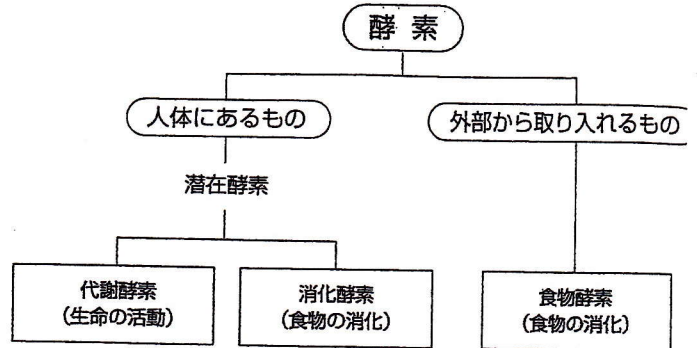 酵 素
人体にあるもの
外部から取り入れるもの
潜在酵素
代謝酵素
(生命の活動)
消化酵素
(食物の消化)
食物酵素
(食物の消化)